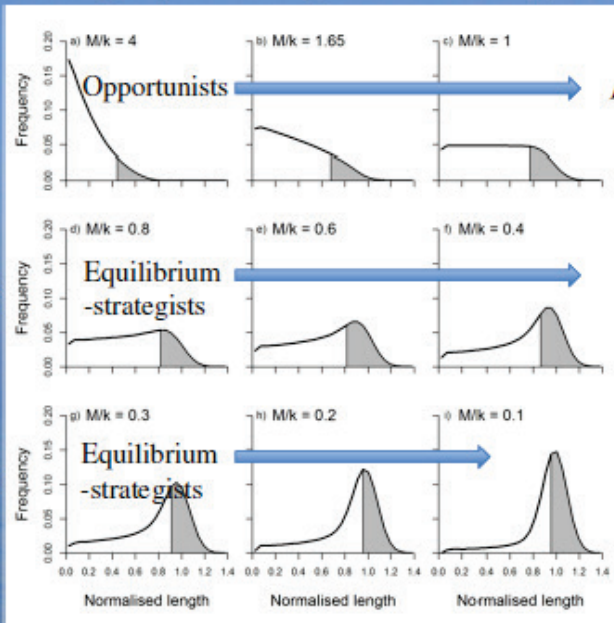 a) M/k = 4
b) M/k = 1.65
c) M/k = 1
Opportunists
Frequency
0.00 0.05 0.10 0.15 0.20
d) M/k = 0.8
e) M/k = 0.6
f) M/k = 0.4
Equilibrium
-strategists
Frequency
0.00 0.05 0.10 0.15 0.20
g) M/k = 0.3
h) M/k = 0.2
i) M/k = 0.1
Equilibrium
-strategists
Frequency
0.00 0.05 0.10 0.15 0.20
0.0 0.2 0.4 0.6 0.8 1.0 1.2 1.4
0.0 0.2 0.4 0.6 0.8 1.0 1.2 1.4
0.0 0.2 0.4 0.6 0.8 1.0 1.2 1.4
Normalised length
Normalised length
Normalised length